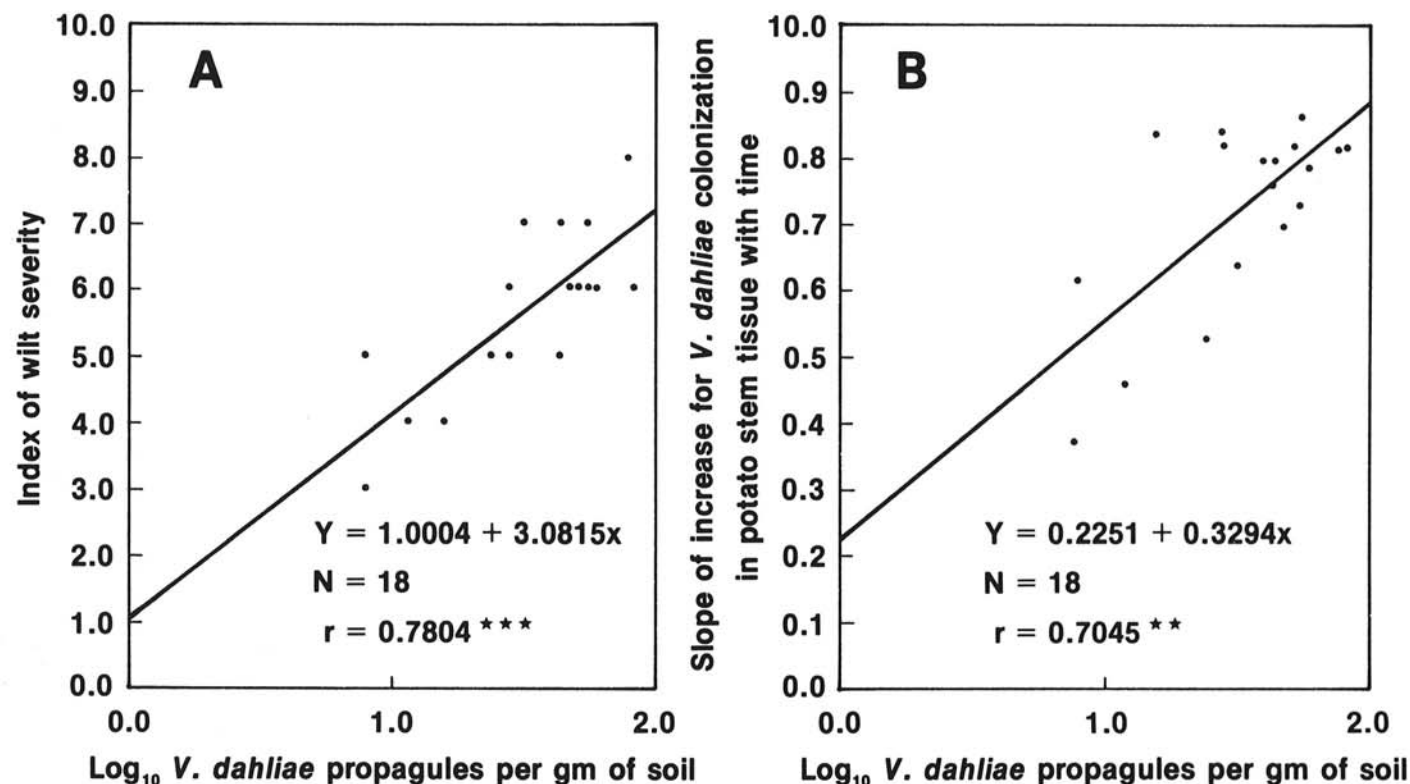 Index of wilt severity
10.0
9.0
8.0
7.0
6.0
5.0
4.0
3.0
2.0
1.0
0.0
A
Y = 1.0004 + 3.0815x
N = 18
r = 0.7804 ★★★
0.0 1.0 2.0
Log₁₀ V. dahliae propagules per gm of soil
Slope of increase for V. dahliae colonization
in potato stem tissue with time
10.0
0.9
0.8
0.7
0.6
0.5
0.4
0.3
0.2
0.1
0.0
B
Y = 0.2251 + 0.3294x
N = 18
r = 0.7045 ★★
0.0 1.0 2.0
Log₁₀ V. dahliae propagules per gm of soil